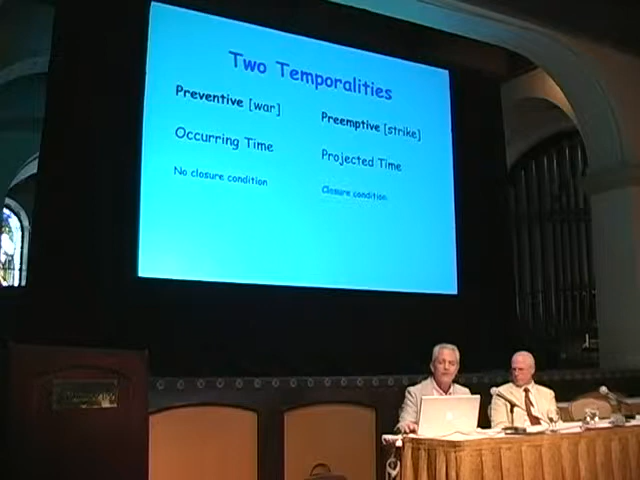 Two Temporalities
Preventive [war]
Occurring Time
No closure condition
Preemptive [strike]
Projected Time
Closure condition